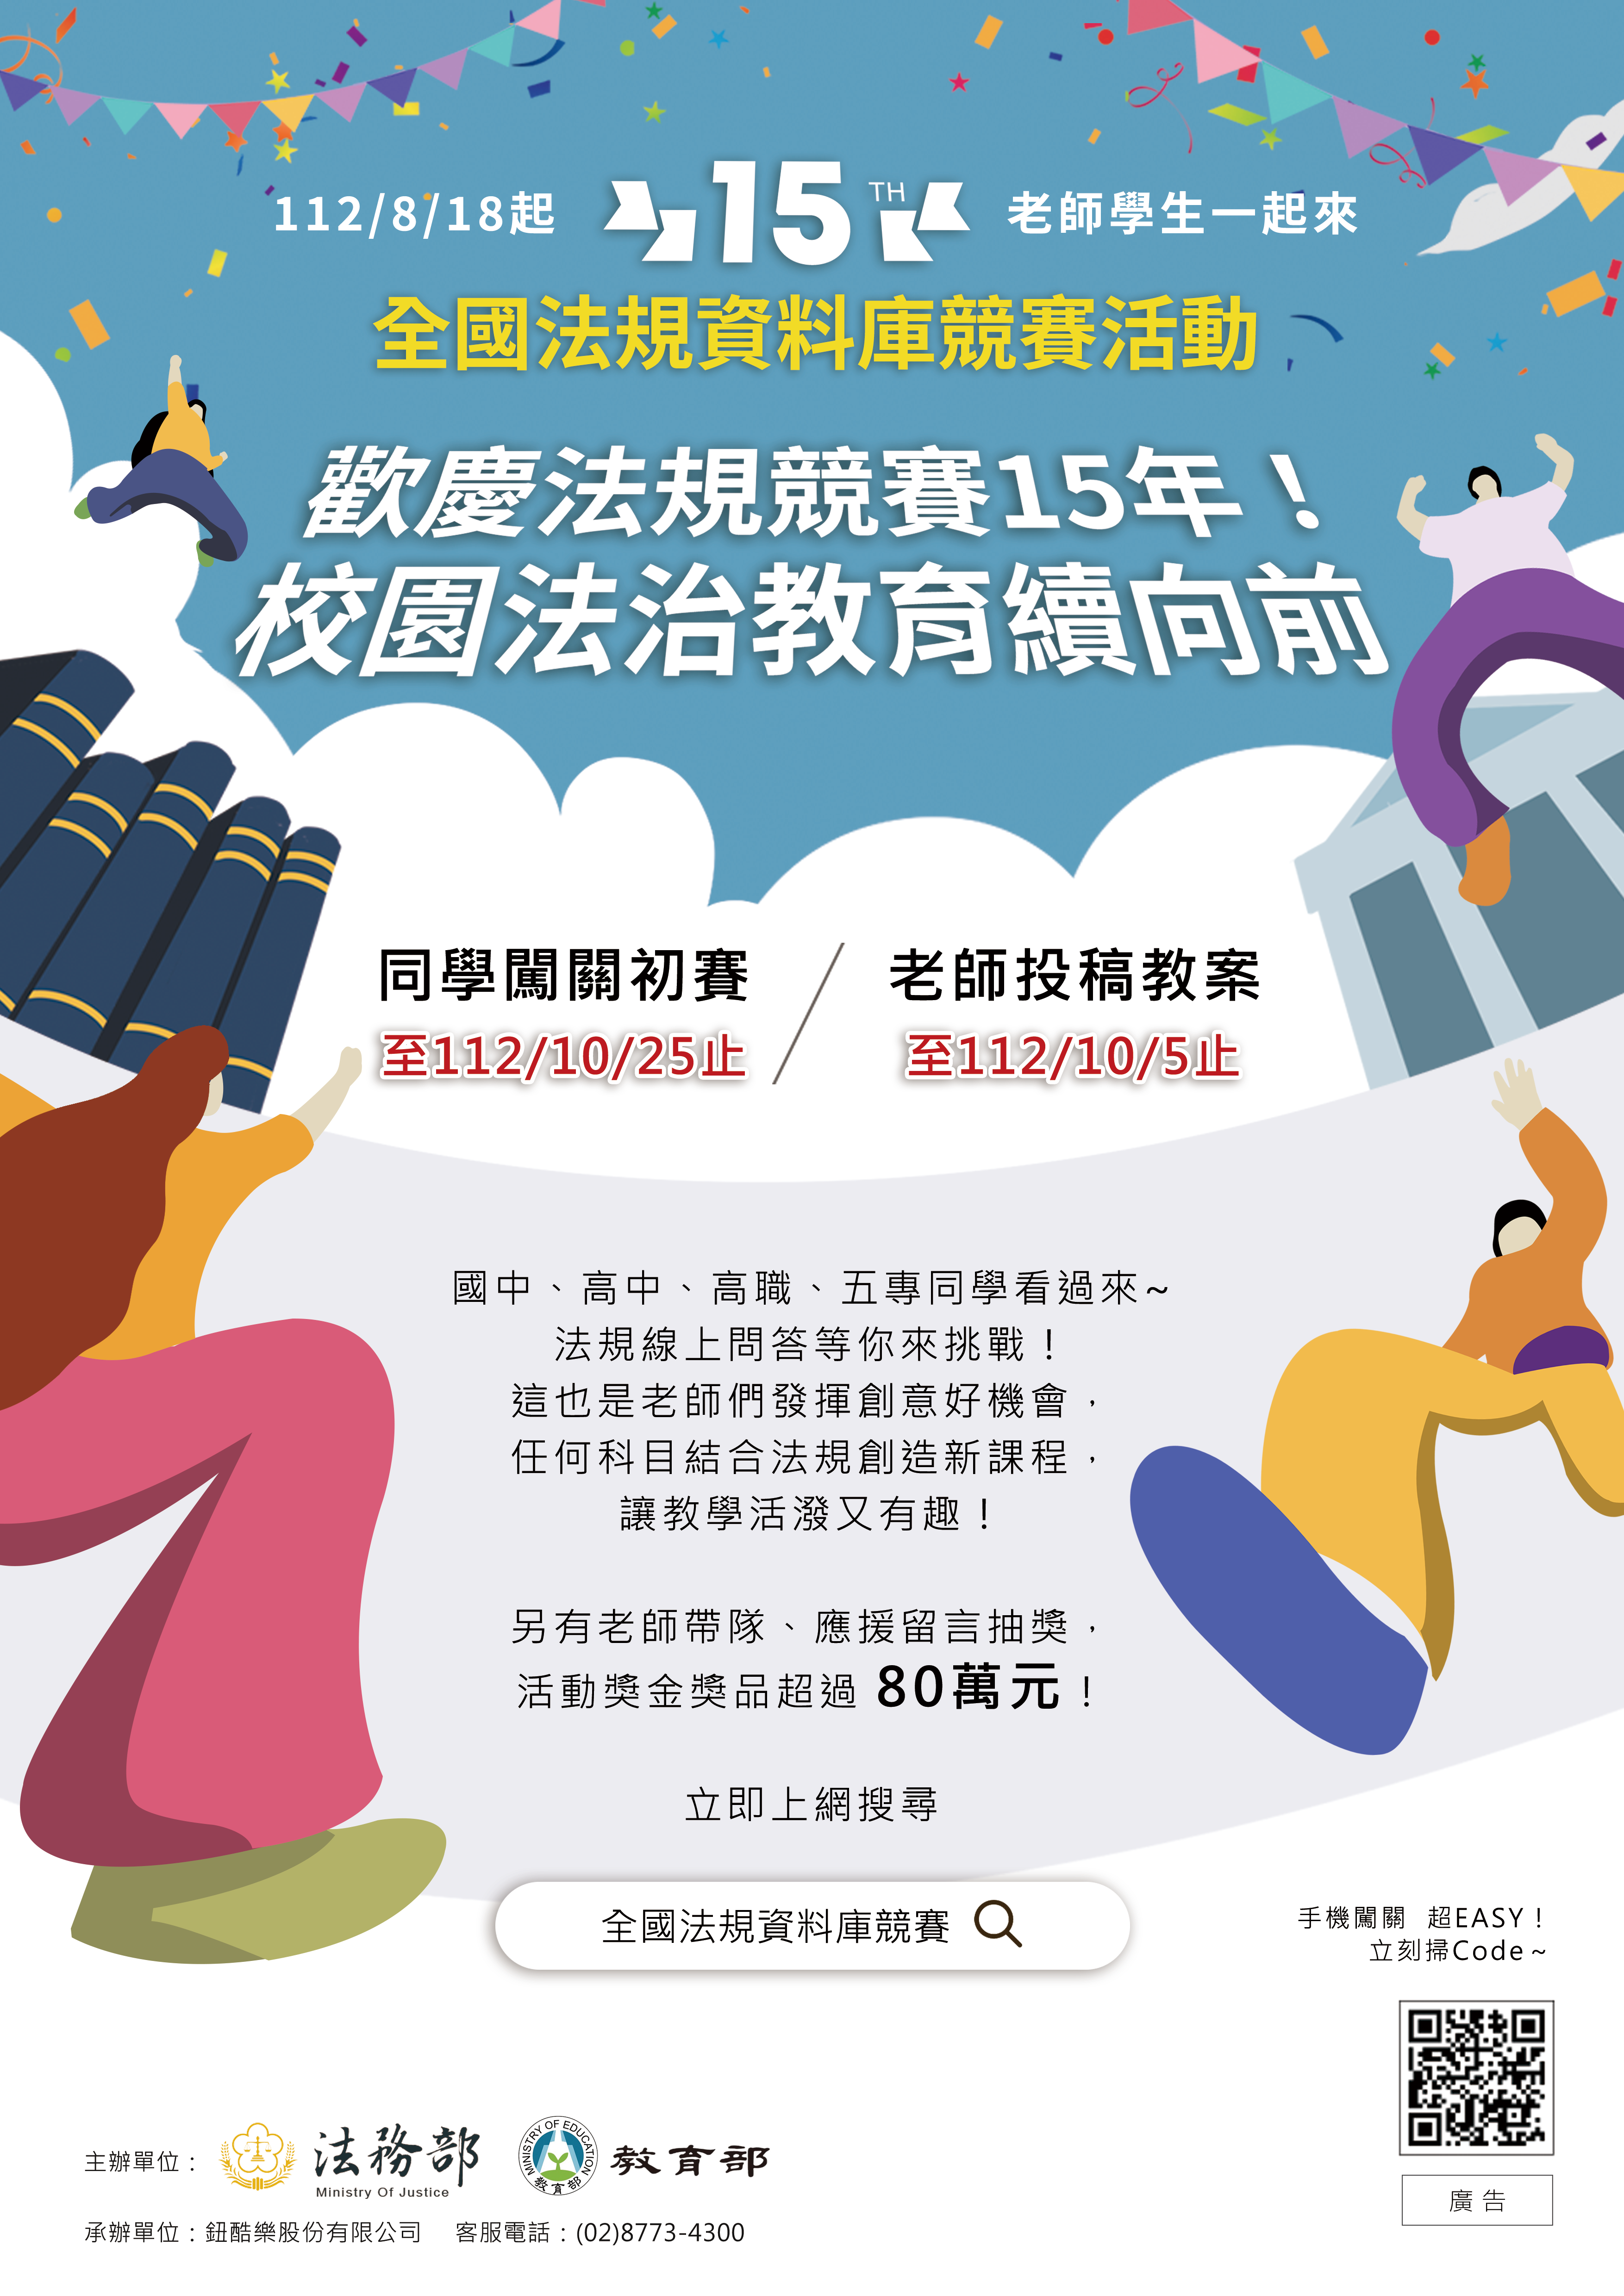 112/8/18起
15TH
老師學生一起來
全國法規資料庫競賽活動
歡慶法規競賽15年！
校園法治教育續向前
同學闖關初賽
至112/10/25止
老師投稿教案
至112/10/5止
國中、高中、高職、五專同學看過來~
法規線上問答等你來挑戰！
這也是老師們發揮創意好機會，
任何科目結合法規創造新課程，
讓教學活潑又有趣！
另有老師帶隊、應援留言抽獎，
活動獎金獎品超過 80萬元！
立即上網搜尋
全國法規資料庫競賽
手機闖關 超EASY！
立刻掃Code~
主辦單位：
法務部
Ministry Of Justice
MINISTRY OF EDUCATION
教育部
教育部
廣告
承辦單位：鈕酷樂股份有限公司 客服電話：(02)8773-4300